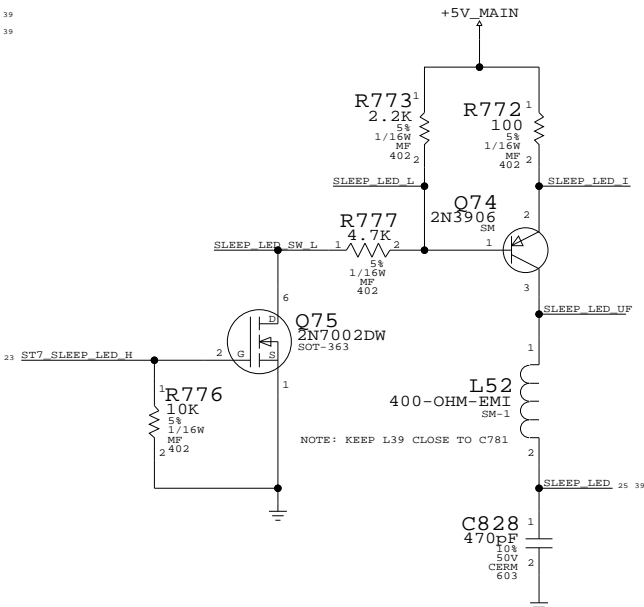 39
39
+5V_MAIN
R773
2.2K
5%
1/16W
MF
402
1
2
R772
100
5%
1/16W
MF
402
1
2
SLEEP_LED_L
SLEEP_LED_I
Q74
2N3906
SM
2
1
3
R777
4.7K
1
2
5%
1/16W
MF
402
SLEEP_LED_SW_L
SLEEP_LED_UF
6
Q75
2N7002DW
SOT-363
D
G
S
2
1
23 ST7_SLEEP_LED_H
R776
10K
5%
1/16W
MF
402
1
2
1
L52
400-OHM-EMI
SM-1
2
NOTE: KEEP L39 CLOSE TO C781
SLEEP_LED 25 39
C828
470pF
10%
50V
CERM
603
1
2